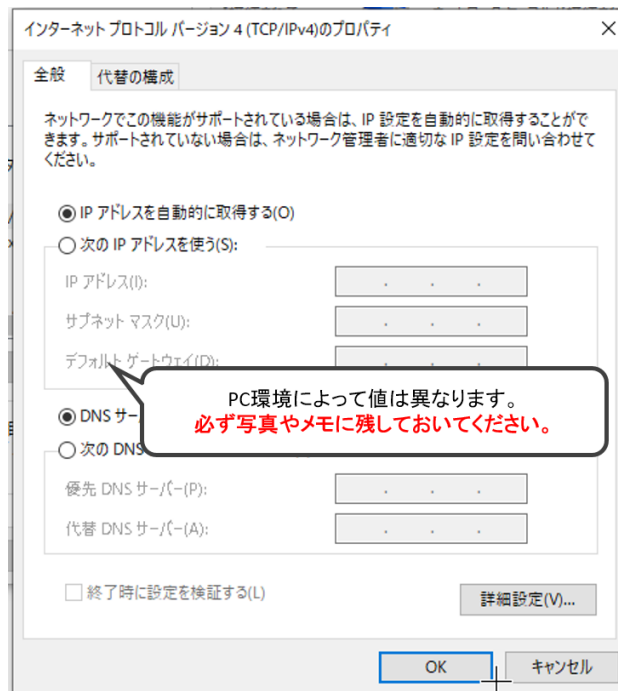 インターネット プロトコル バージョン 4 (TCP/IPv4)のプロパティ
全般
代替の構成
ネットワークでこの機能がサポートされている場合は、IP 設定を自動的に取得することがで
きます。サポートされていない場合は、ネットワーク管理者に適切な IP 設定を問い合わせて
ください。
IP アドレスを自動的に取得する(O)
次の IP アドレスを使う(S):
IP アドレス(I):
サブネット マスク(U):
デフォルト ゲートウェイ(D):
PC環境によって値は異なります。
必ず写真やメモに残しておいてください。
DNS サー
次の DNS
優先 DNS サーバー(P):
代替 DNS サーバー(A):
終了時に設定を検証する(L)
詳細設定(V)...
OK
キャンセル